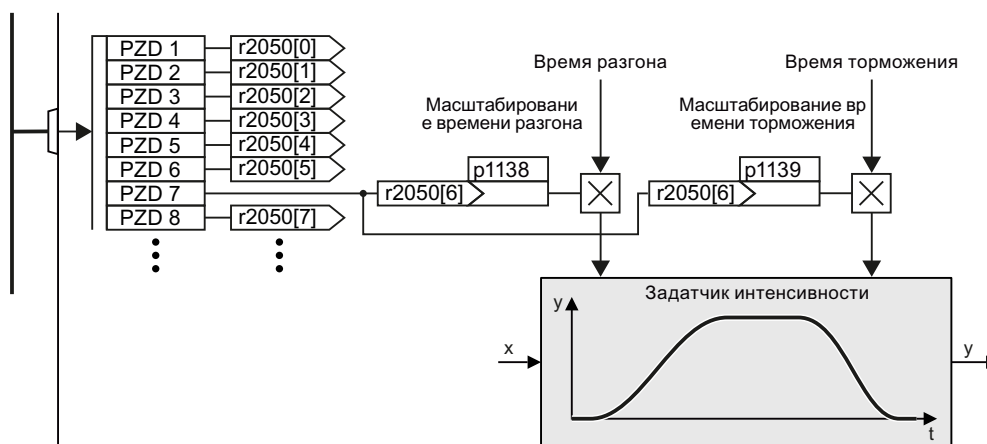 PZD 1 r2050[0]
PZD 2 r2050[1]
PZD 3 r2050[2]
PZD 4 r2050[3]
PZD 5 r2050[4]
PZD 6 r2050[5]
PZD 7
PZD 8 r2050[7]
Время разгона
Масштабировани
е времени разгона
p1138
r2050[6]
Время торможения
Масштабирование вр
емени торможения
p1139
r2050[6]
Задатчик интенсивности
y
t
x
y